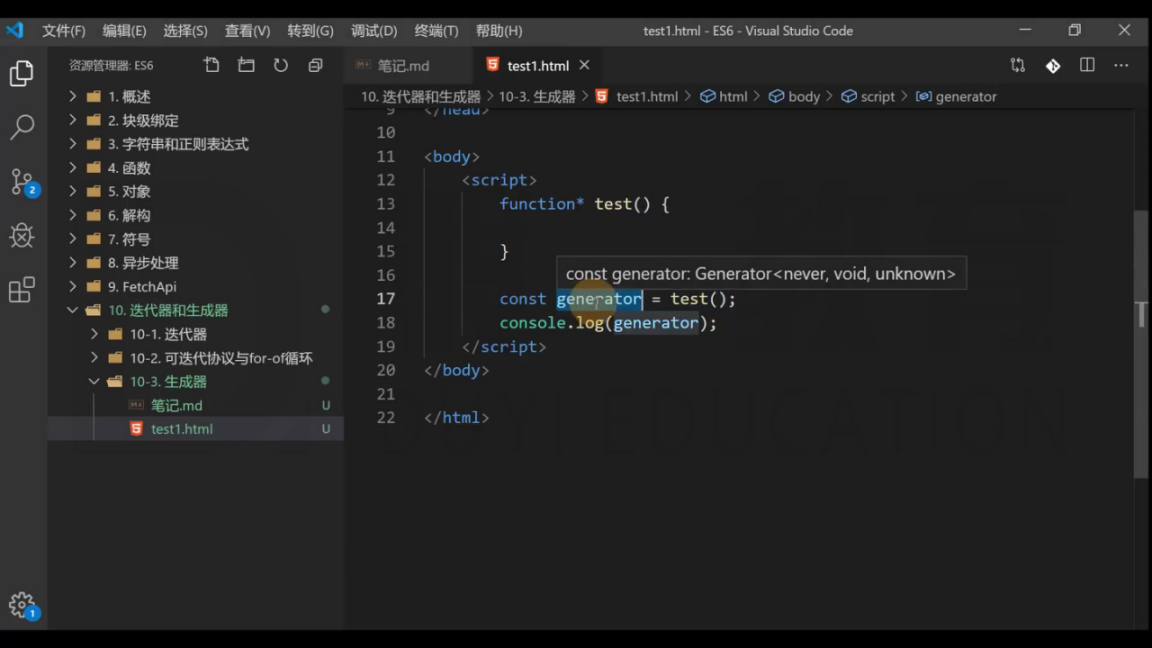 文件(F) 编辑(E) 选择(S) 查看(V) 转到(G) 调试(D) 终端(T) 帮助(H) test1.html - ES6 - Visual Studio Code
资源管理器: ES6
笔记.md
test1.html
10. 迭代器和生成器 > 10-3. 生成器 > test1.html > html > body > script > generator
1. 概述
2. 块级绑定
3. 字符串和正则表达式
4. 函数
5. 对象
6. 解构
7. 符号
8. 异步处理
9. FetchApi
10. 迭代器和生成器
10-1. 迭代器
10-2. 可迭代协议与for-of循环
10-3. 生成器
笔记.md U
test1.html U
2
1
9 </head>
10
11 <body>
12 <script>
13 function* test() {
14
15 }
16
const generator: Generator<never, void, unknown>
17 const generator = test();
18 console.log(generator);
19 </script>
20 </body>
21
22 </html>
DUYI EDUCATION